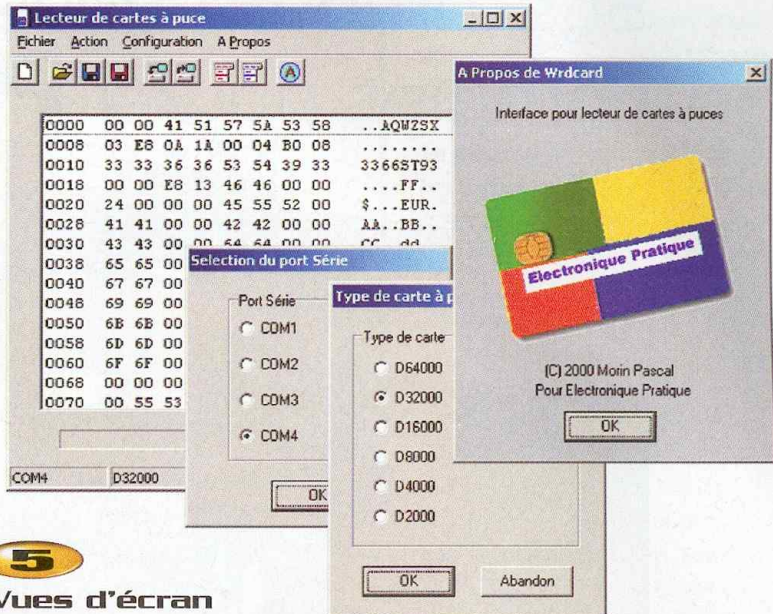 Lecteur de cartes à puce
Fichier Action Configuration A Propos
0000 00 00 41 51 57 5A 53 58 ..AQWZSX
0008 03 E8 0A 1A 00 04 B0 08 ........
0010 33 33 36 36 53 54 39 33 3366ST93
0018 00 00 E8 13 46 46 00 00 ....FF..
0020 24 00 00 00 45 55 52 00 $...EUR.
0028 41 41 00 00 42 42 00 00 AA..BB..
0030 43 43 00 00 64 64 00 00 CC..dd
0038 65 65 00
0040 67 67 00
0048 69 69 00
0050 6B 6B 00
0058 6D 6D 00
0060 6F 6F 00
0068 00 00 00
0070 00 55 53
COM4 D32000
Selection du port Série
Port Série
COM1
COM2
COM3
COM4
OK
Type de carte à p
Type de carte
D64000
D32000
D16000
D8000
D4000
D2000
OK Abandon
A Propos de Wrdcard
Interface pour lecteur de cartes à puces
Electronique Pratique
(C) 2000 Morin Pascal
Pour Electronique Pratique
OK
5
Vues d'écran